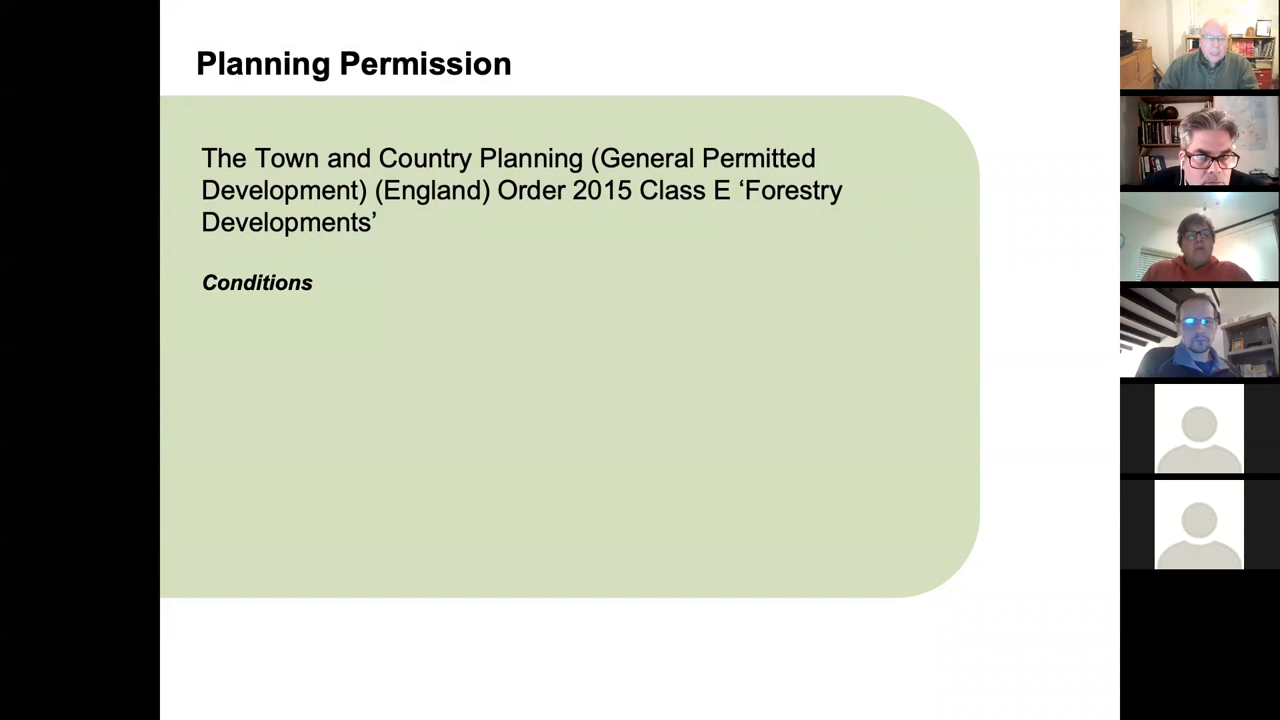 Planning Permission
The Town and Country Planning (General Permitted
Development) (England) Order 2015 Class E ‘Forestry
Developments’
Conditions